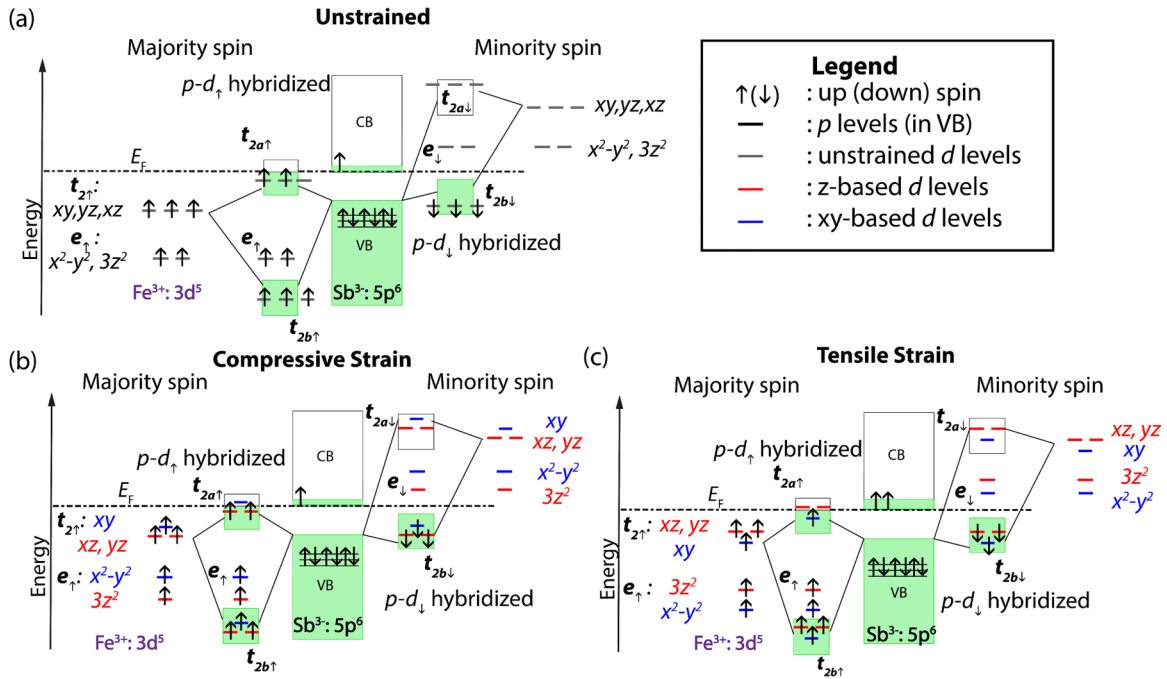 (a)
Unstrained
Majority spin
Minority spin
p-d↑ hybridized
t2a↑
CB
t2a↓
xy,yz,xz
EF
e↓
x²-y², 3z²
t2↑:
xy,yz,xz
t2b↓
e↑:
x²-y², 3z²
e↑
VB
p-d↓ hybridized
Energy
Fe³⁺: 3d⁵
Sb³⁻: 5p⁶
t2b↑
Legend
↑(↓) : up (down) spin
: p levels (in VB)
: unstrained d levels
: z-based d levels
: xy-based d levels
(b)
Compressive Strain
Majority spin
Minority spin
t2a↓
xy
xz, yz
p-d↑ hybridized
CB
t2a↑
x²-y²
EF
e↓
3z²
t2↑: xy
xz, yz
t2b↓
e↑: x²-y²
3z²
e↑
VB
p-d↓ hybridized
Energy
Sb³⁻: 5p⁶
Fe³⁺: 3d⁵
t2b↑
(c)
Tensile Strain
Majority spin
Minority spin
t2a↓
xz, yz
xy
p-d↑ hybridized
CB
t2a↑
3z²
EF
e↓
x²-y²
t2↑: xz, yz
xy
t2b↓
e↑: 3z²
x²-y²
e↑
VB
p-d↓ hybridized
Energy
Sb³⁻: 5p⁶
Fe³⁺: 3d⁵
t2b↑